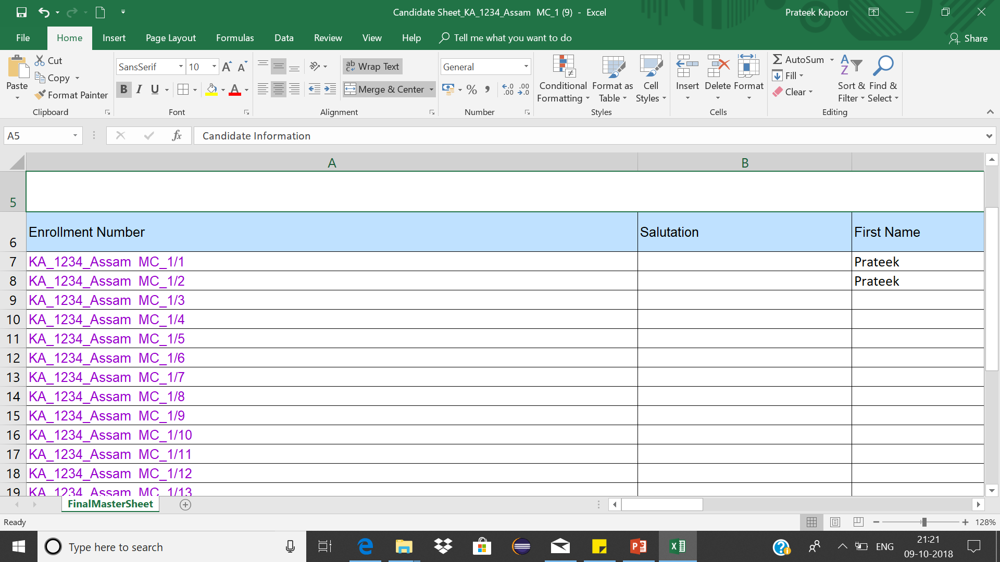 Candidate Sheet_KA_1234_Assam MC_1 (9) - Excel
Prateek Kapoor
File Home Insert Page Layout Formulas Data Review View Help Tell me what you want to do
Share
Paste
Cut
Copy
Format Painter
Clipboard
SansSerif 10
A A
B I U A
Font
ab
Wrap Text
Merge & Center
Alignment
General
% , .0 .00 .00 .0
Number
Conditional Formatting
Format as Table
Cell Styles
Styles
Insert Delete Format
Cells
AutoSum
Fill
Clear
Sort & Filter
Find & Select
Editing
A5
fx
Candidate Information
A B
5
6 Enrollment Number Salutation First Name
7 KA_1234_Assam MC_1/1 Prateek
8 KA_1234_Assam MC_1/2 Prateek
9 KA_1234_Assam MC_1/3
10 KA_1234_Assam MC_1/4
11 KA_1234_Assam MC_1/5
12 KA_1234_Assam MC_1/6
13 KA_1234_Assam MC_1/7
14 KA_1234_Assam MC_1/8
15 KA_1234_Assam MC_1/9
16 KA_1234_Assam MC_1/10
17 KA_1234_Assam MC_1/11
18 KA_1234_Assam MC_1/12
19 KA_1234_Assam MC_1/13
FinalMasterSheet
Ready
128%
Type here to search
ENG
21:21
09-10-2018